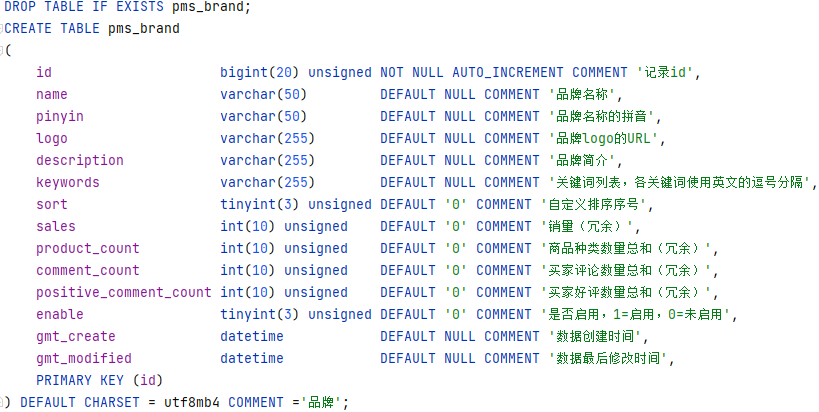 DROP TABLE IF EXISTS pms_brand;
CREATE TABLE pms_brand
(
    id                     bigint(20) unsigned NOT NULL AUTO_INCREMENT COMMENT '记录id',
    name                   varchar(50)         DEFAULT NULL COMMENT '品牌名称',
    pinyin                 varchar(50)         DEFAULT NULL COMMENT '品牌名称的拼音',
    logo                   varchar(255)        DEFAULT NULL COMMENT '品牌logo的URL',
    description            varchar(255)        DEFAULT NULL COMMENT '品牌简介',
    keywords               varchar(255)        DEFAULT NULL COMMENT '关键词列表，各关键词使用英文的逗号分隔',
    sort                   tinyint(3) unsigned DEFAULT '0' COMMENT '自定义排序序号',
    sales                  int(10) unsigned    DEFAULT '0' COMMENT '销量（冗余）',
    product_count          int(10) unsigned    DEFAULT '0' COMMENT '商品种类数量总和（冗余）',
    comment_count          int(10) unsigned    DEFAULT '0' COMMENT '买家评论数量总和（冗余）',
    positive_comment_count int(10) unsigned    DEFAULT '0' COMMENT '买家好评数量总和（冗余）',
    enable                 tinyint(3) unsigned DEFAULT '0' COMMENT '是否启用，1=启用，0=未启用',
    gmt_create             datetime            DEFAULT NULL COMMENT '数据创建时间',
    gmt_modified           datetime            DEFAULT NULL COMMENT '数据最后修改时间',
    PRIMARY KEY (id)
) DEFAULT CHARSET = utf8mb4 COMMENT ='品牌';